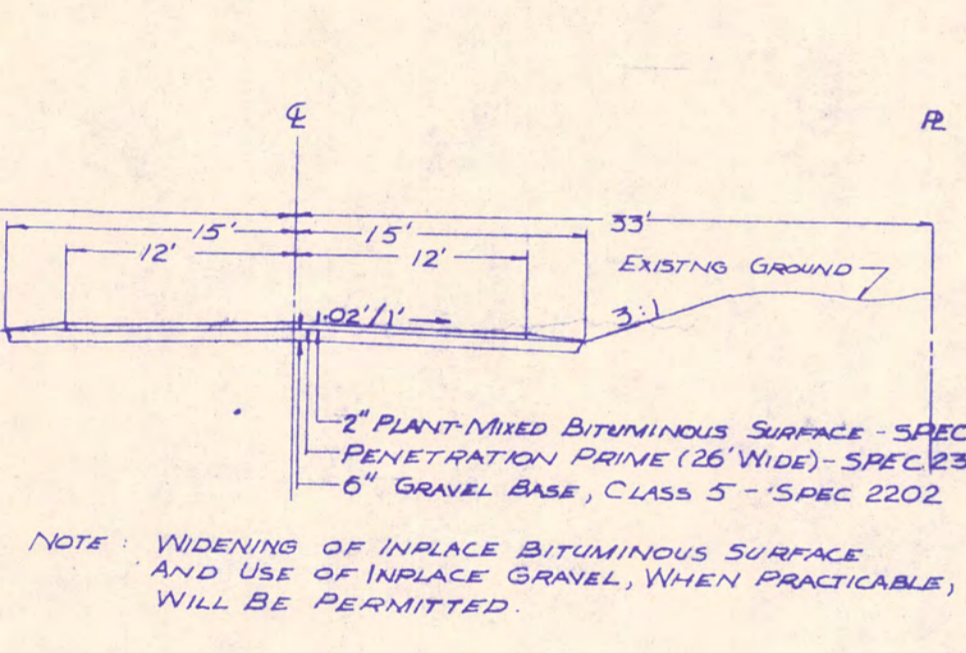 ℄ ⅊
33'
15' 15'
12' 12'
EXISTNG GROUND
.02'/1' 3:1
2" PLANT-MIXED BITUMINOUS SURFACE - SPEC
PENETRATION PRIME (26' WIDE) - SPEC 23
6" GRAVEL BASE, CLASS 5 - SPEC 2202
NOTE : WIDENING OF INPLACE BITUMINOUS SURFACE
AND USE OF INPLACE GRAVEL, WHEN PRACTICABLE,
WILL BE PERMITTED.